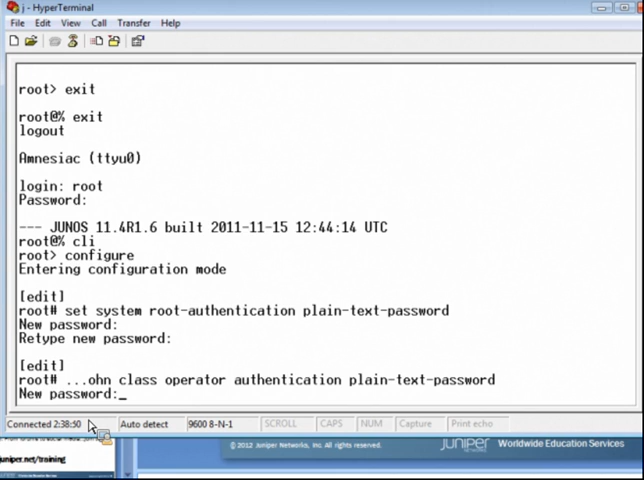 j - HyperTerminal
File Edit View Call Transfer Help
root> exit
root@% exit
logout
Amnesiac (ttyu0)
login: root
Password:
--- JUNOS 11.4R1.6 built 2011-11-15 12:44:14 UTC
root@% cli
root> configure
Entering configuration mode
[edit]
root# set system root-authentication plain-text-password
New password:
Retype new password:
[edit]
root# ...ohn class operator authentication plain-text-password
New password:_
Connected 2:38:50 Auto detect 9600 8-N-1 SCROLL CAPS NUM Capture Print echo
© 2012 Juniper Networks, Inc. All rights reserved. JUNIPER NETWORKS Worldwide Education Services
juniper.net/training